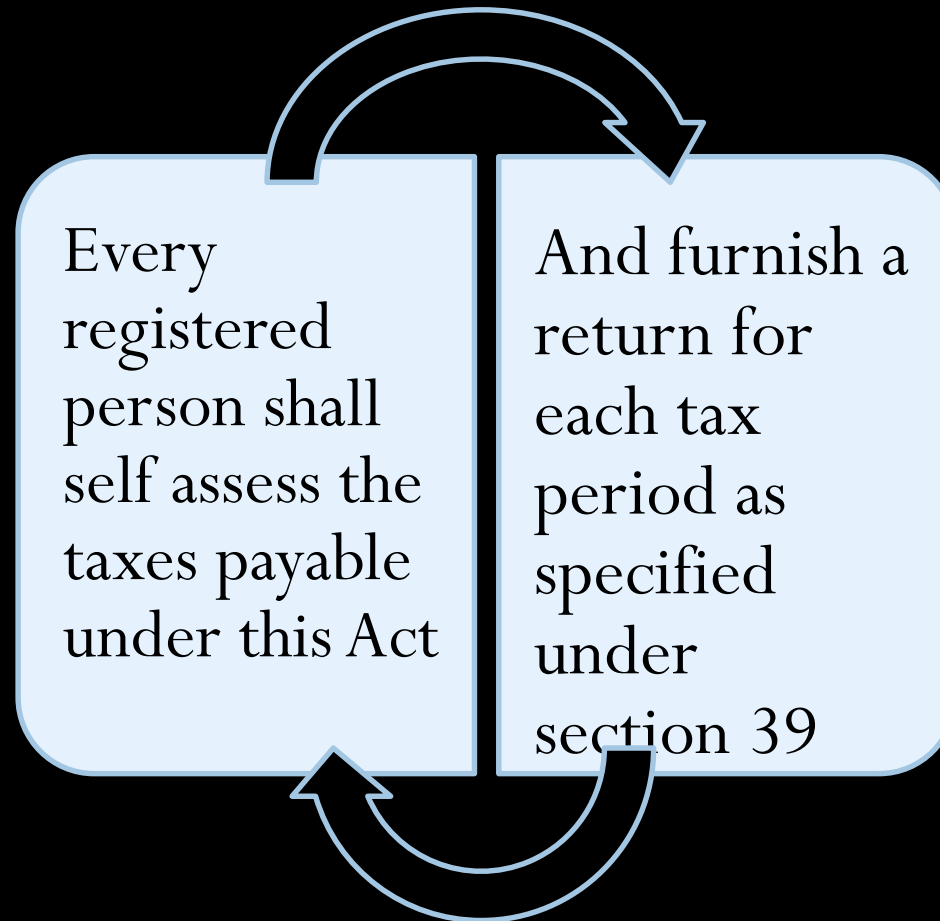 Every
registered
person shall
self assess the
taxes payable
under this Act
And furnish a
return for
each tax
period as
specified
under
section 39